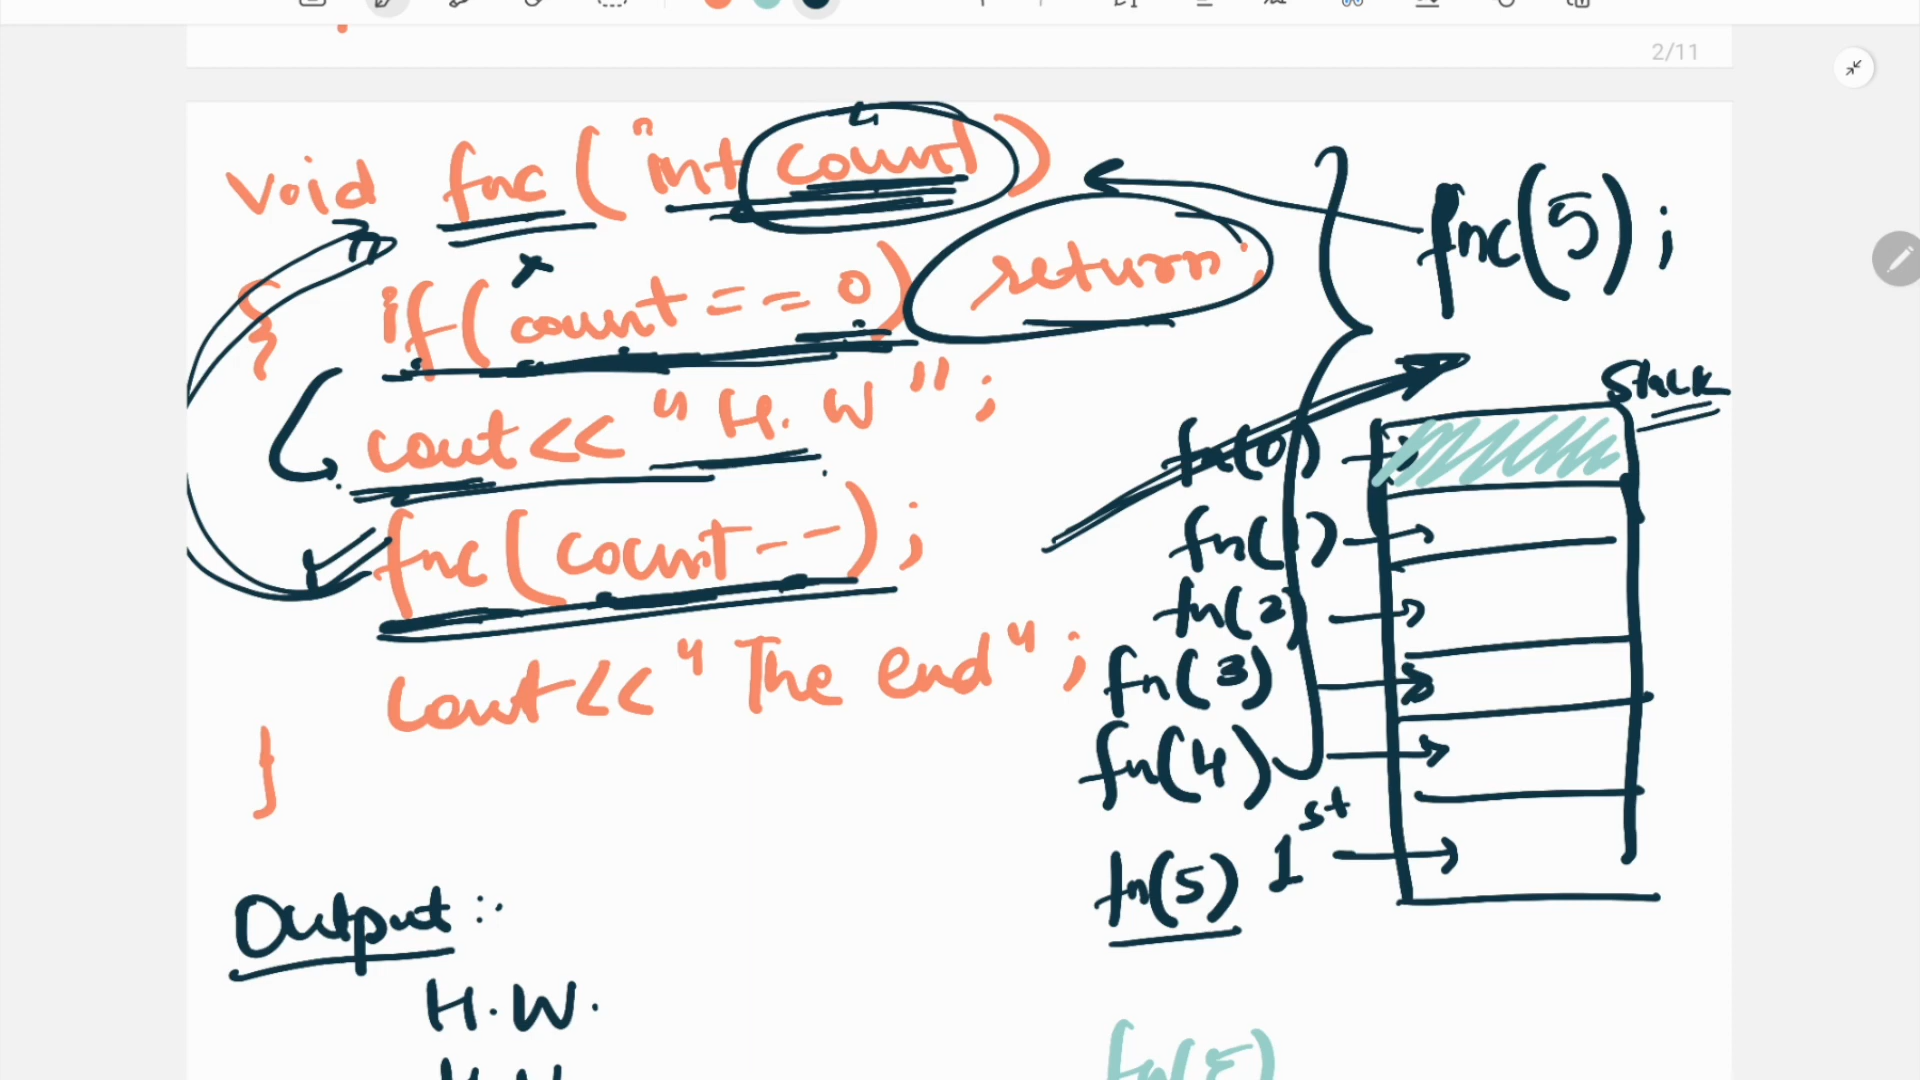 2/11
void fnc(int count)
{ if(count == 0) return;
cout<< "H.W";
fnc(count--);
cout<< "The end";
}
fnc(5);
Stack
fn(0)
fn(1)
fn(2)
fn(3)
fn(4)
fn(5) 1st
Output :-
H.W.